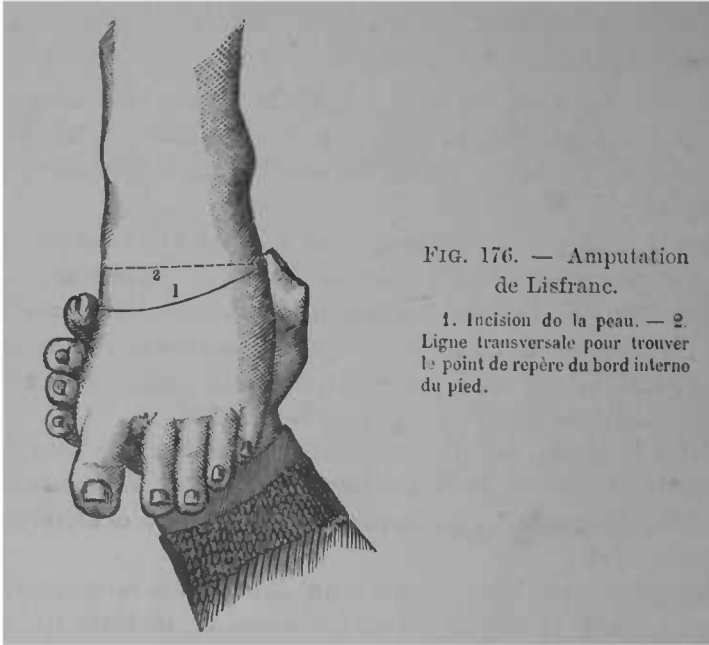 2
1
FIG. 176. — Amputation
de Lisfranc.
1. Incision do la peau. — 2.
Ligne transversale pour trouver
le point de repère du bord interno
du pied.